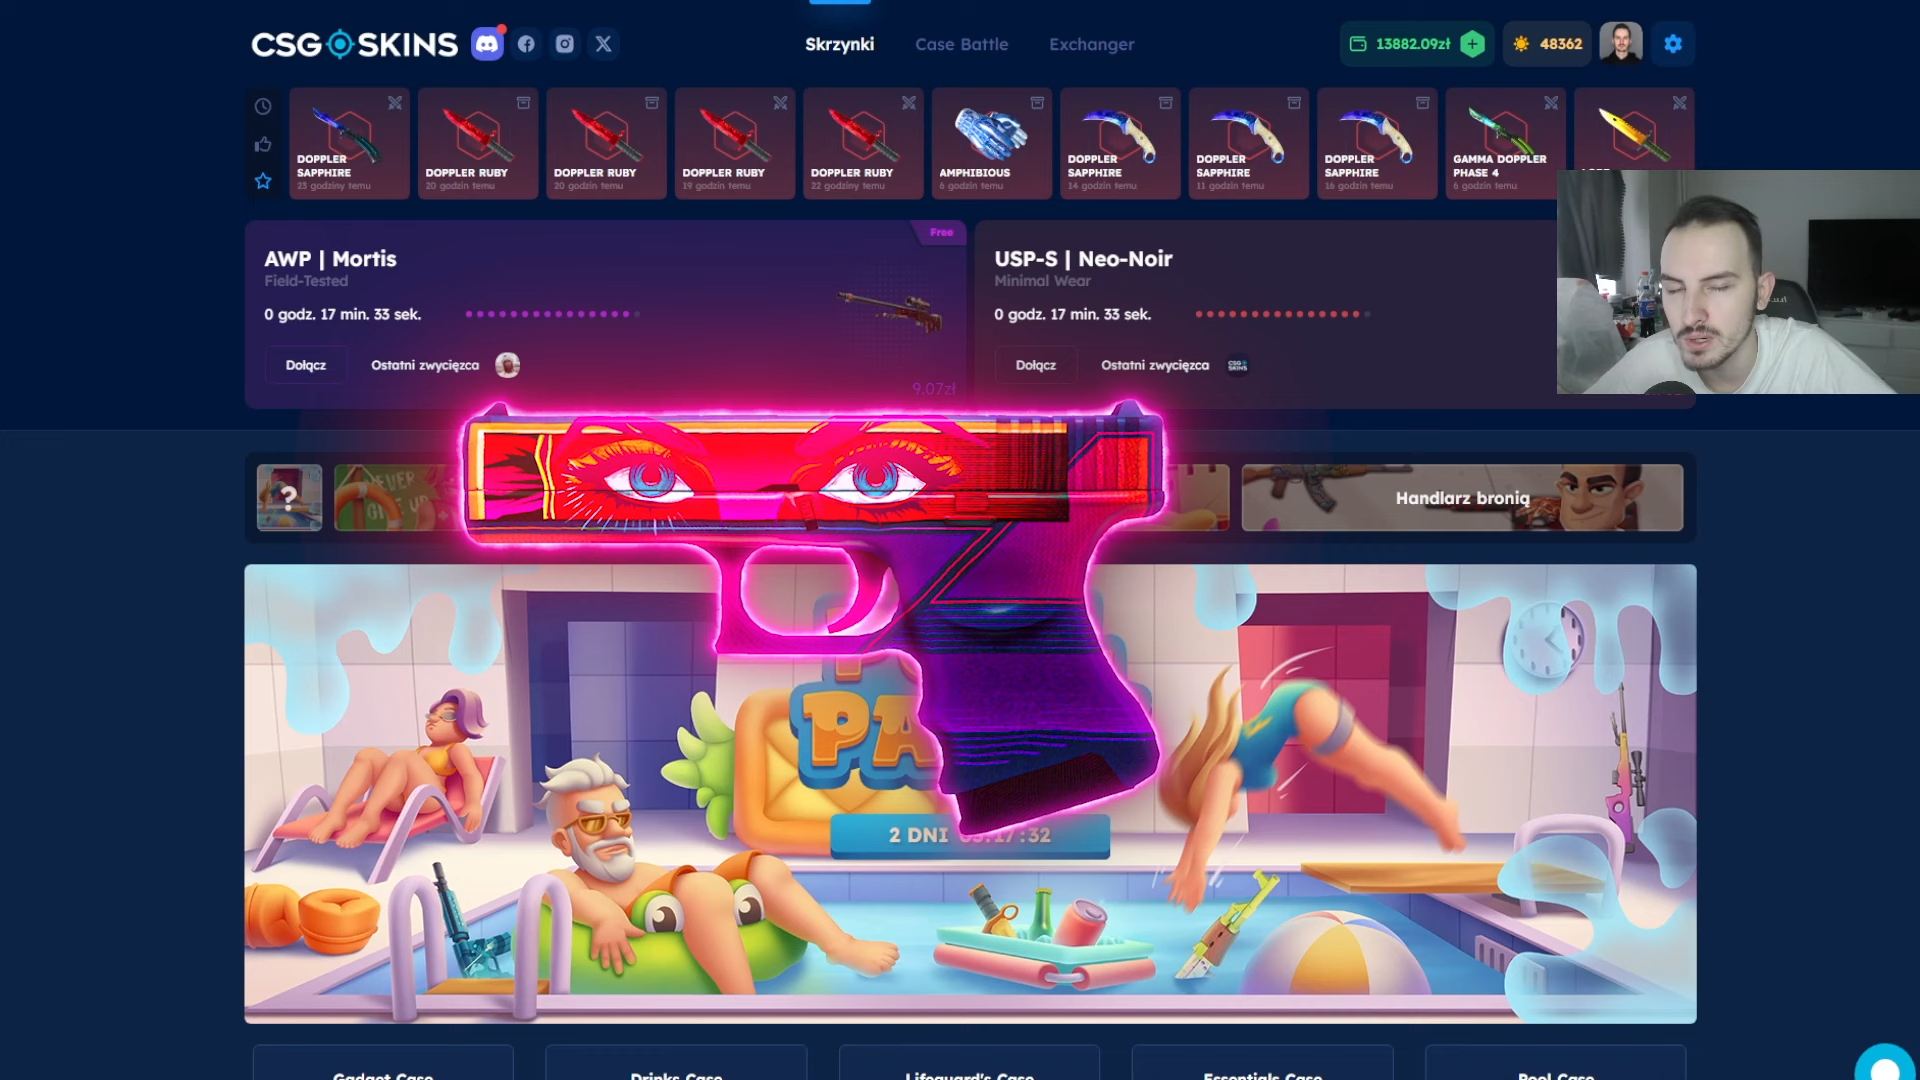 CSG SKINS
Skrzynki
Case Battle
Exchanger
13882.09zł
48362
DOPPLER
SAPPHIRE
23 godziny temu
DOPPLER RUBY
20 godzin temu
DOPPLER RUBY
20 godzin temu
DOPPLER RUBY
19 godzin temu
DOPPLER RUBY
22 godziny temu
AMPHIBIOUS
6 godzin temu
DOPPLER
SAPPHIRE
14 godzin temu
DOPPLER
SAPPHIRE
11 godzin temu
DOPPLER
SAPPHIRE
16 godzin temu
GAMMA DOPPLER
PHASE 4
6 godzin temu
AWP | Mortis
Free
Field-Tested
0 godz. 17 min. 33 sek.
Dołącz
Ostatni zwycięzca
9.07zł
USP-S | Neo-Noir
Minimal Wear
0 godz. 17 min. 33 sek.
Dołącz
Ostatni zwycięzca
?
Handlarz bronią
2 DNI
17:32
Gadget Case
Drinks Case
Lifeguard's Case
Essentials Case
Pool Case